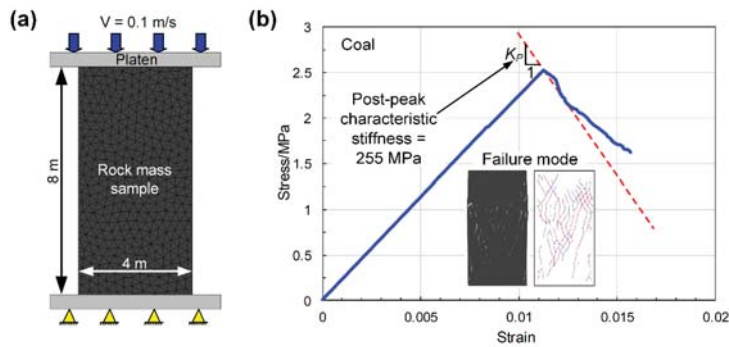 (a)
V = 0.1 m/s
Platen
8 m
Rock mass
sample
4 m
(b)
Coal
Kp
1
Post-peak
characteristic
stiffness =
255 MPa
Failure mode
Stress/MPa
3
2.5
2
1.5
1
0.5
0
0
0.005
0.01
0.015
0.02
Strain